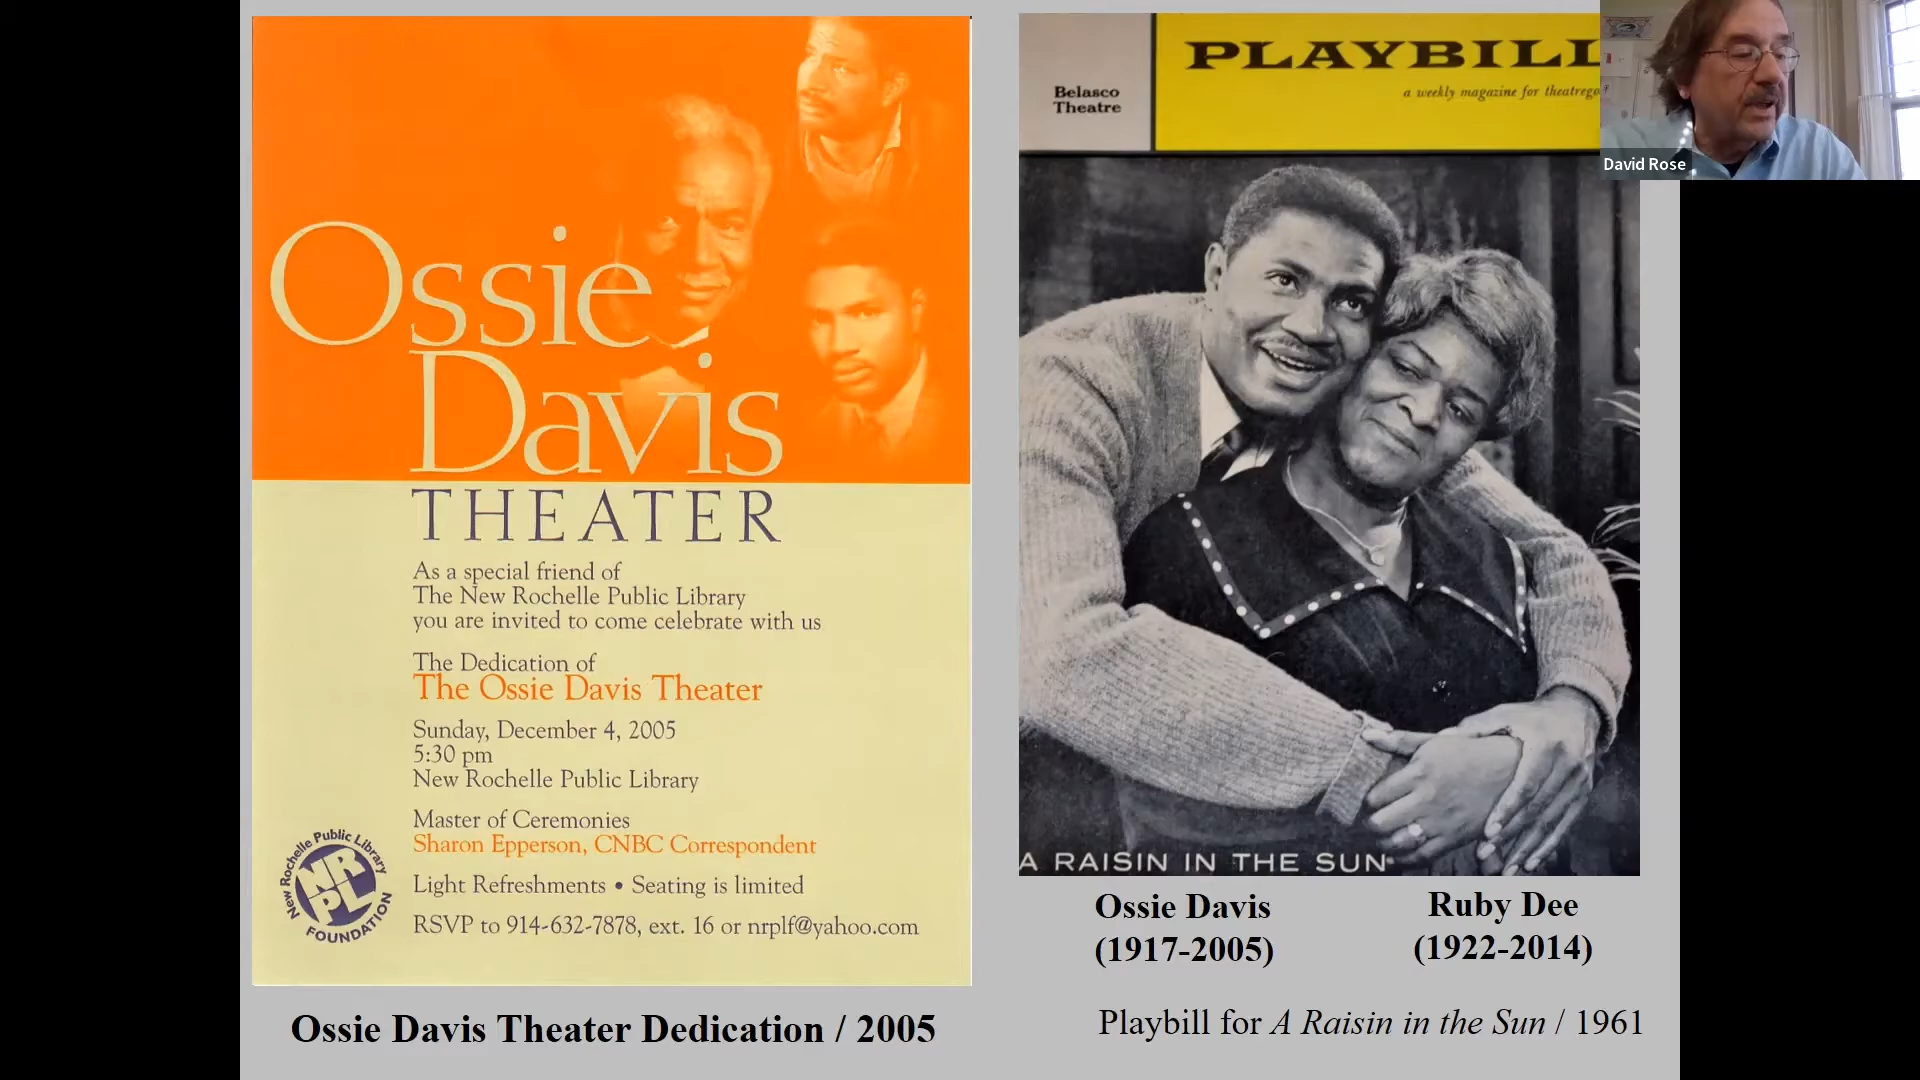 Ossie
Davis
THEATER
As a special friend of
The New Rochelle Public Library
you are invited to come celebrate with us
The Dedication of
The Ossie Davis Theater
Sunday, December 4, 2005
5:30 pm
New Rochelle Public Library
Master of Ceremonies
Sharon Epperson, CNBC Correspondent
Light Refreshments • Seating is limited
RSVP to 914-632-7878, ext. 16 or nrplf@yahoo.com
New Rochelle Public Library
NR
PL
FOUNDATION
Ossie Davis Theater Dedication / 2005
Belasco
Theatre
PLAYBILL
a weekly magazine for theatrego
A RAISIN IN THE SUN
Ossie Davis
(1917-2005)
Ruby Dee
(1922-2014)
Playbill for A Raisin in the Sun / 1961
David Rose